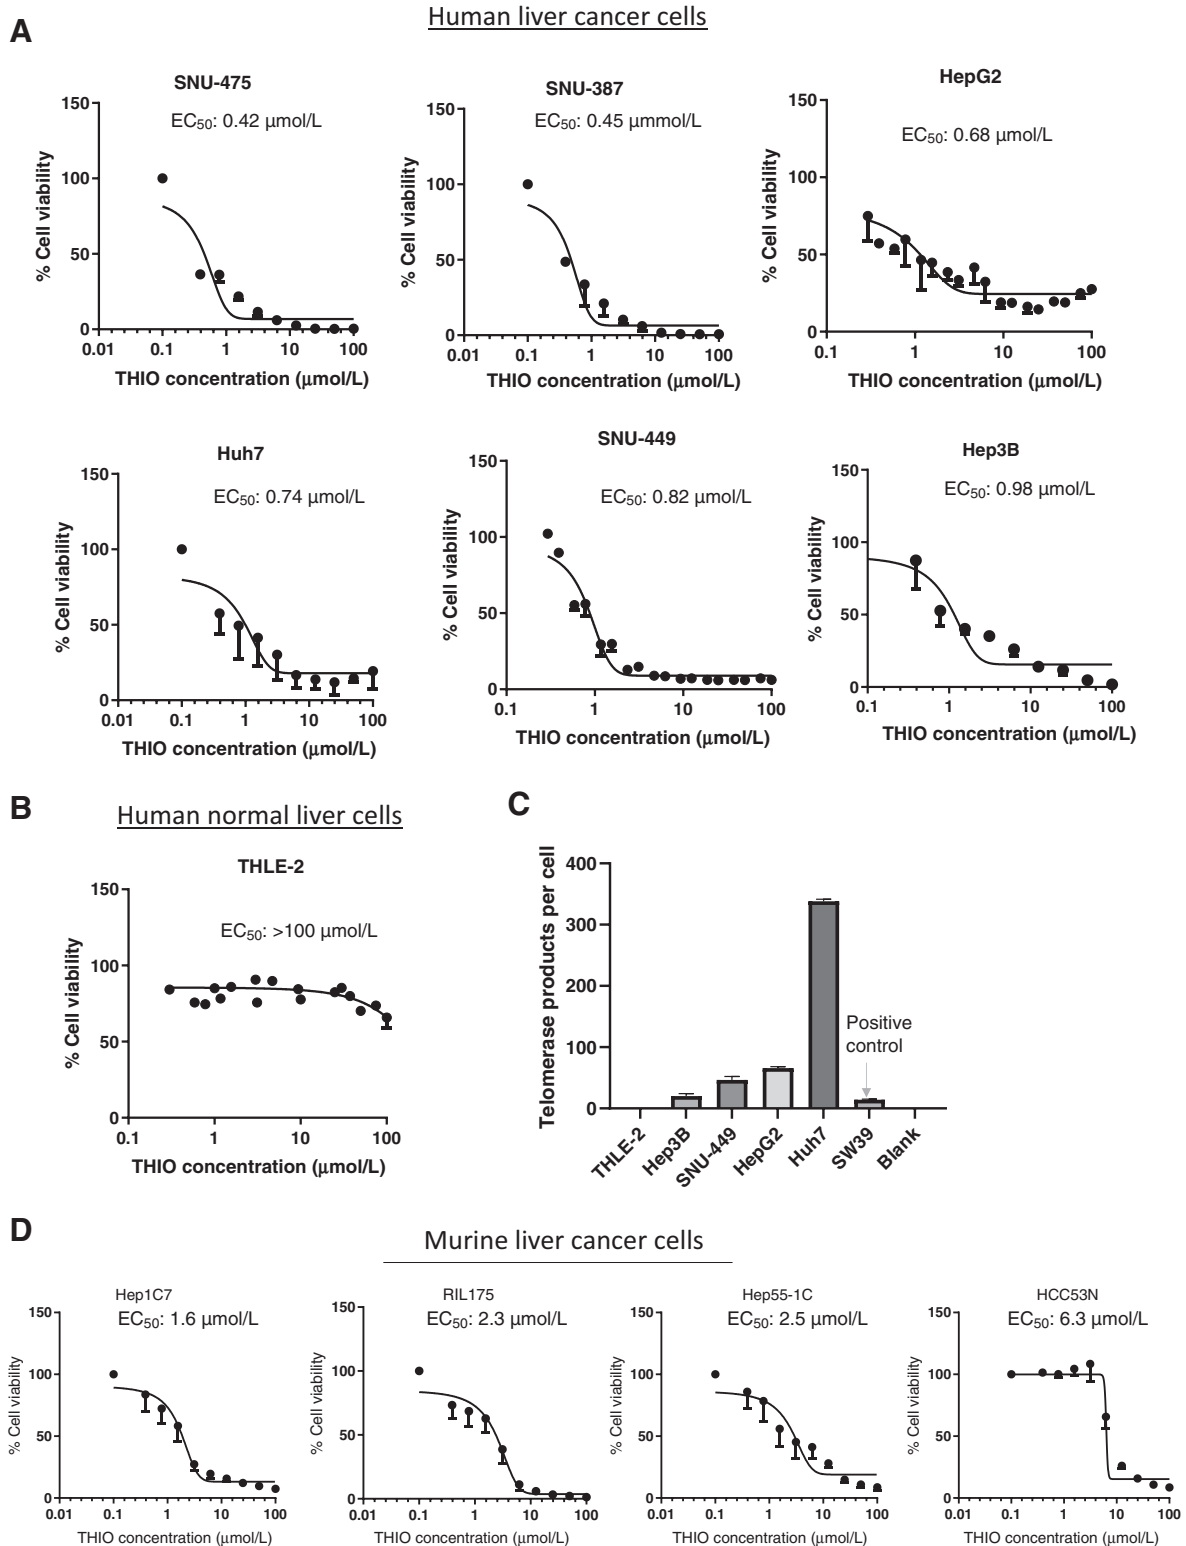 A
Human liver cancer cells
SNU-475
EC50: 0.42 µmol/L
% Cell viability
150
100
50
0
0.01 0.1 1 10 100
THIO concentration (µmol/L)
SNU-387
EC50: 0.45 µmmol/L
% Cell viability
150
100
50
0
0.01 0.1 1 10 100
THIO concentration (µmol/L)
HepG2
EC50: 0.68 µmol/L
% Cell viability
150
100
50
0
0.1 1 10 100
THIO concentration (µmol/L)
Huh7
EC50: 0.74 µmol/L
% Cell viability
150
100
50
0
0.01 0.1 1 10 100
THIO concentration (µmol/L)
SNU-449
EC50: 0.82 µmol/L
% Cell viability
150
100
50
0
0.1 1 10 100
THIO concentration (µmol/L)
Hep3B
EC50: 0.98 µmol/L
% Cell viability
150
100
50
0
0.1 1 10 100
THIO concentration (µmol/L)
B
Human normal liver cells
THLE-2
EC50: >100 µmol/L
% Cell viability
150
100
50
0
0.1 1 10 100
THIO concentration (µmol/L)
C
Telomerase products per cell
400
300
200
100
0
Positive
control
THLE-2
Hep3B
SNU-449
HepG2
Huh7
SW39
Blank
D
Murine liver cancer cells
Hep1C7
EC50: 1.6 µmol/L
% Cell viability
150
100
50
0
0.01 0.1 1 10 100
THIO concentration (µmol/L)
RIL175
EC50: 2.3 µmol/L
% Cell viability
150
100
50
0
0.01 0.1 1 10 100
THIO concentration (µmol/L)
Hep55-1C
EC50: 2.5 µmol/L
% Cell viability
150
100
50
0
0.01 0.1 1 10 100
THIO concentration (µmol/L)
HCC53N
EC50: 6.3 µmol/L
% Cell viability
150
100
50
0
0.01 0.1 1 10 100
THIO concentration (µmol/L)